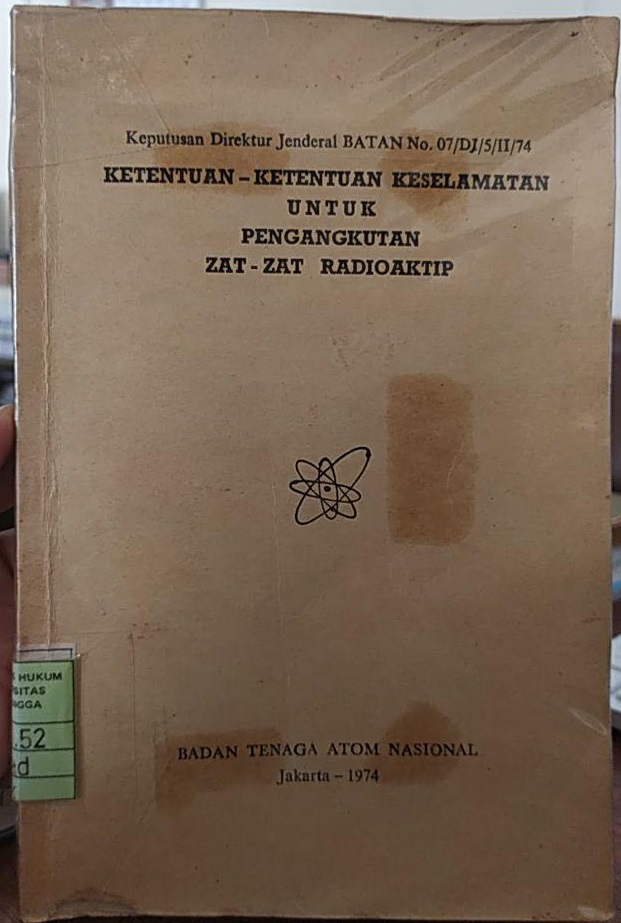 Keputusan Direktur Jenderal BATAN No. 07/DJ/5/II/74
KETENTUAN - KETENTUAN KESELAMATAN
UNTUK
PENGANGKUTAN
ZAT - ZAT RADIOAKTIP
HUKUM
SITAS
NGGA
.52
BADAN TENAGA ATOM NASIONAL
Jakarta - 1974